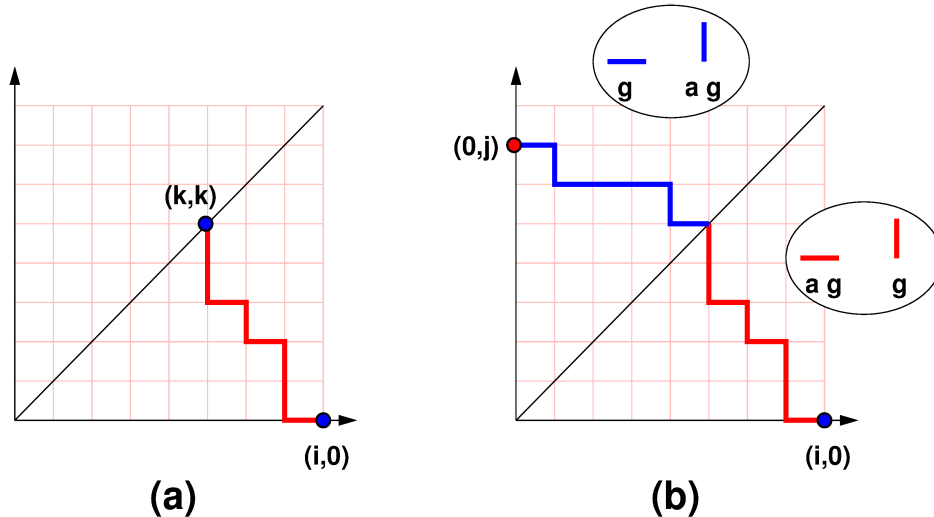 g
a g
(0,j)
(k,k)
a g
g
(i,0)
(i,0)
(a)
(b)